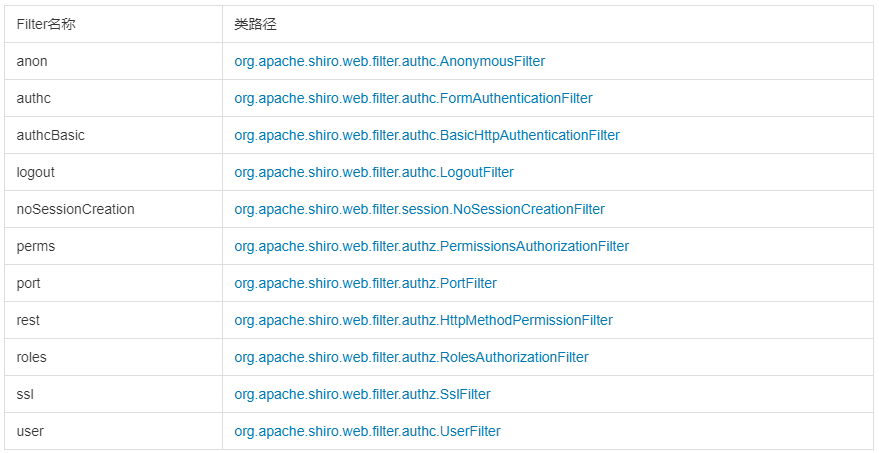 Filter名称 类路径
anon org.apache.shiro.web.filter.authc.AnonymousFilter
authc org.apache.shiro.web.filter.authc.FormAuthenticationFilter
authcBasic org.apache.shiro.web.filter.authc.BasicHttpAuthenticationFilter
logout org.apache.shiro.web.filter.authc.LogoutFilter
noSessionCreation org.apache.shiro.web.filter.session.NoSessionCreationFilter
perms org.apache.shiro.web.filter.authz.PermissionsAuthorizationFilter
port org.apache.shiro.web.filter.authz.PortFilter
rest org.apache.shiro.web.filter.authz.HttpMethodPermissionFilter
roles org.apache.shiro.web.filter.authz.RolesAuthorizationFilter
ssl org.apache.shiro.web.filter.authz.SslFilter
user org.apache.shiro.web.filter.authc.UserFilter